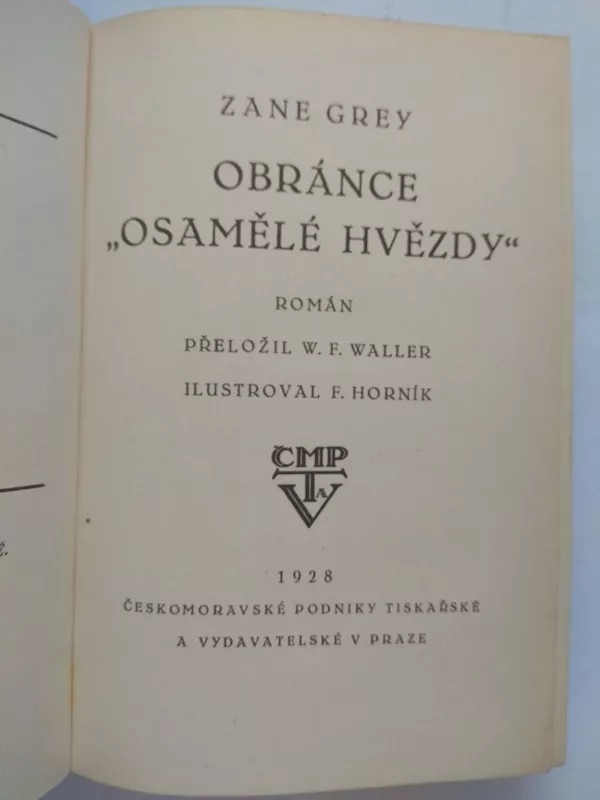 ZANE GREY
OBRÁNCE
„OSAMĚLÉ HVĚZDY“
ROMÁN
PŘELOŽIL W. F. WALLER
ILUSTROVAL F. HORNÍK
ČMP
TAV
1928
ČESKOMORAVSKÉ PODNIKY TISKAŘSKÉ
A VYDAVATELSKÉ V PRAZE